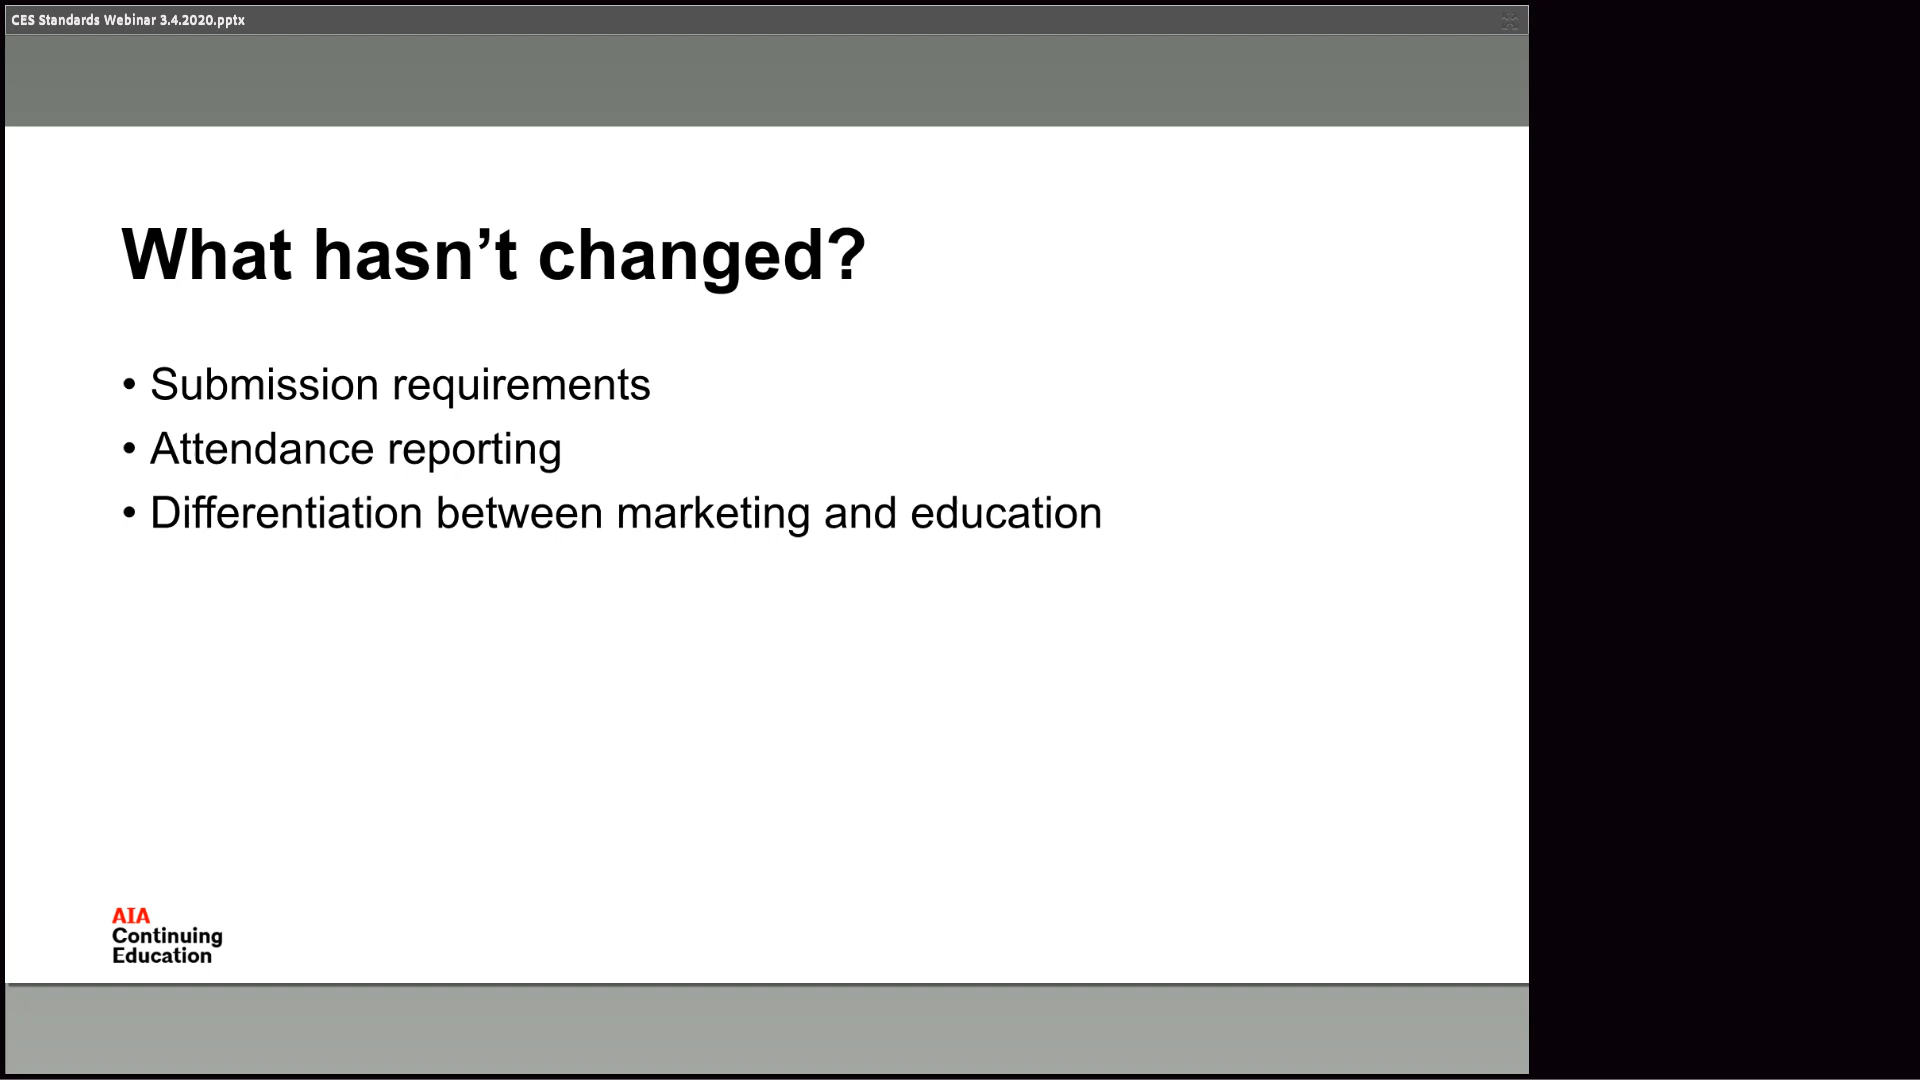 CES Standards Webinar 3.4.2020.pptx
What hasn’t changed?
• Submission requirements
• Attendance reporting
• Differentiation between marketing and education
AIA
Continuing
Education